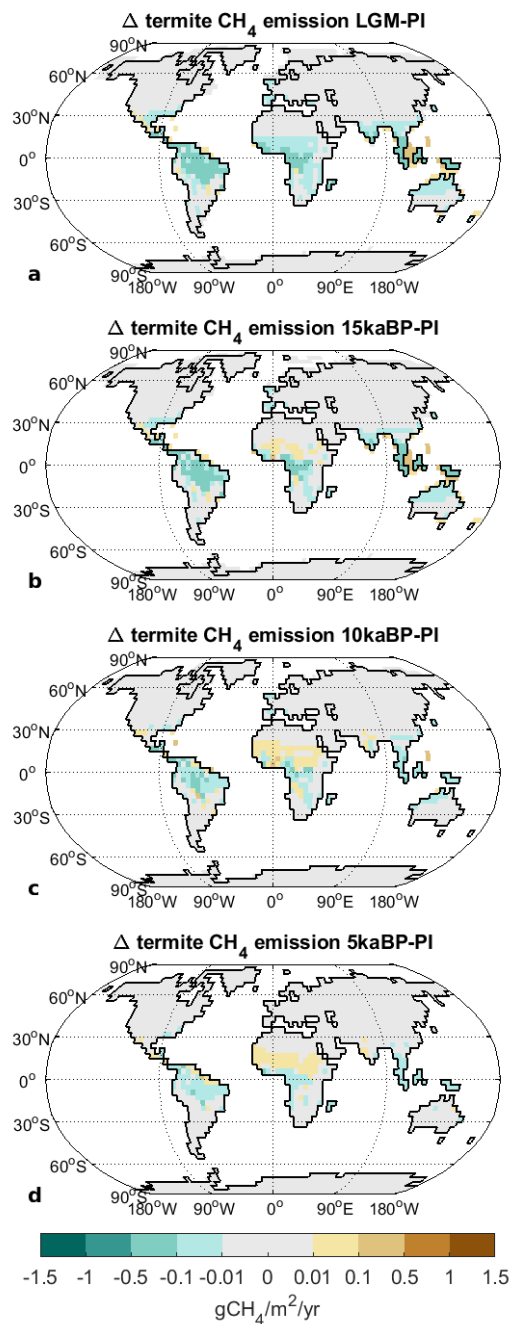 Δ termite CH4 emission LGM-PI
90°N
60°N
30°N
0°
30°S
60°S
90°S
180°W 90°W 0° 90°E 180°W
a
Δ termite CH4 emission 15kaBP-PI
90°N
60°N
30°N
0°
30°S
60°S
90°S
180°W 90°W 0° 90°E 180°W
b
Δ termite CH4 emission 10kaBP-PI
90°N
60°N
30°N
0°
30°S
60°S
90°S
180°W 90°W 0° 90°E 180°W
c
Δ termite CH4 emission 5kaBP-PI
90°N
60°N
30°N
0°
30°S
60°S
90°S
180°W 90°W 0° 90°E 180°W
d
-1.5 -1 -0.5 -0.1 -0.01 0 0.01 0.1 0.5 1 1.5
gCH4/m²/yr